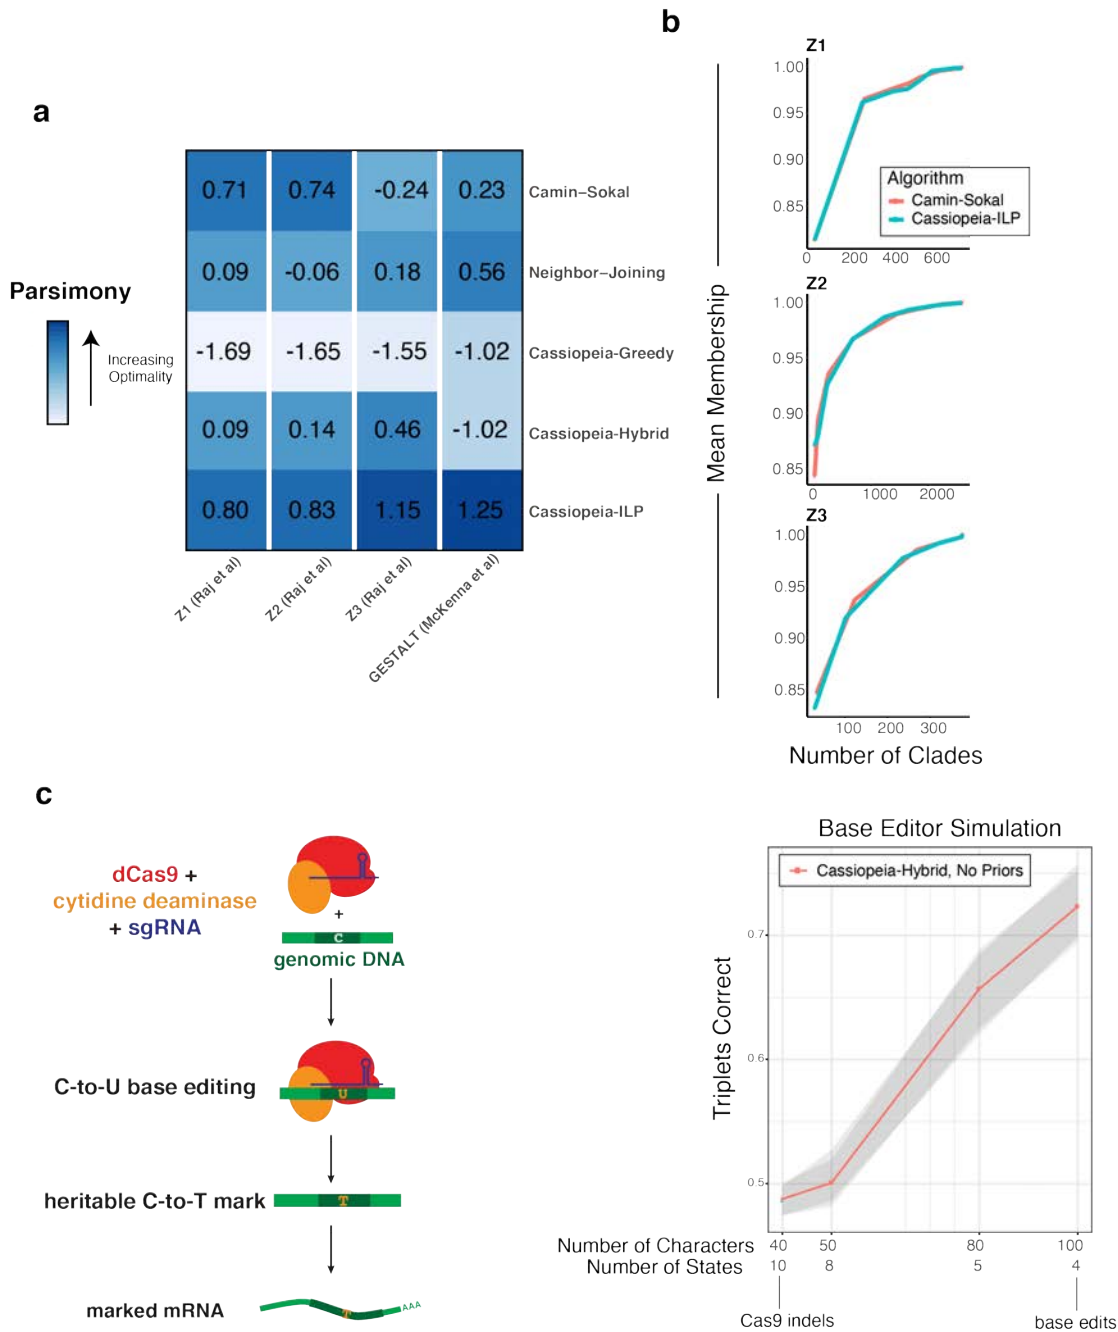 a
Parsimony
Increasing
Optimality
0.71
0.74
-0.24
0.23
Camin–Sokal
0.09
-0.06
0.18
0.56
Neighbor–Joining
-1.69
-1.65
-1.55
-1.02
Cassiopeia-Greedy
0.09
0.14
0.46
-1.02
Cassiopeia-Hybrid
0.80
0.83
1.15
1.25
Cassiopeia-ILP
Z1 (Raj et al)
Z2 (Raj et al)
Z3 (Raj et al)
GESTALT (McKenna et al)
b
Mean Membership
Z1
1.00
0.95
0.90
0.85
0 200 400 600
Algorithm
Camin-Sokal
Cassiopeia-ILP
Z2
1.00
0.95
0.90
0.85
0 1000 2000
Z3
1.00
0.95
0.90
0.85
100 200 300
Number of Clades
c
dCas9 +
cytidine deaminase
+ sgRNA
+
C
genomic DNA
C-to-U base editing
U
heritable C-to-T mark
T
marked mRNA
T
AAA
Base Editor Simulation
Cassiopeia-Hybrid, No Priors
Triplets Correct
0.7
0.6
0.5
Number of Characters 40 50 80 100
Number of States 10 8 5 4
Cas9 indels
base edits